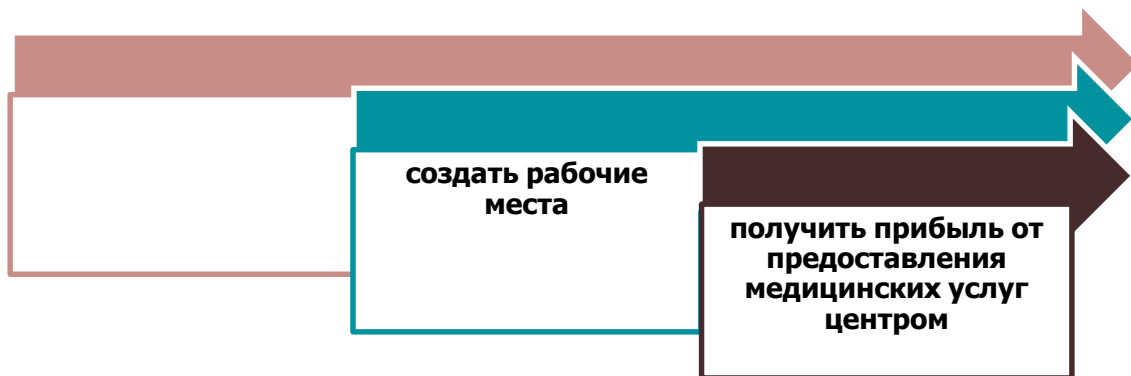 создать рабочие
места
получить прибыль от
предоставления
медицинских услуг
центром